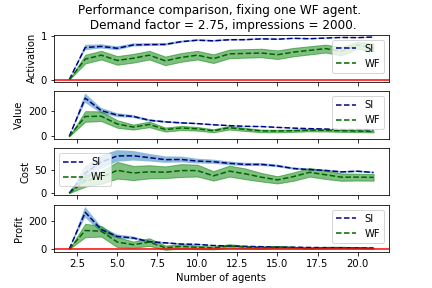 Performance comparison, fixing one WF agent.
Demand factor = 2.75, impressions = 2000.
Activation
1
0
SI
WF
Value
200
0
SI
WF
Cost
50
0
SI
WF
Profit
200
0
SI
WF
2.5 5.0 7.5 10.0 12.5 15.0 17.5 20.0
Number of agents